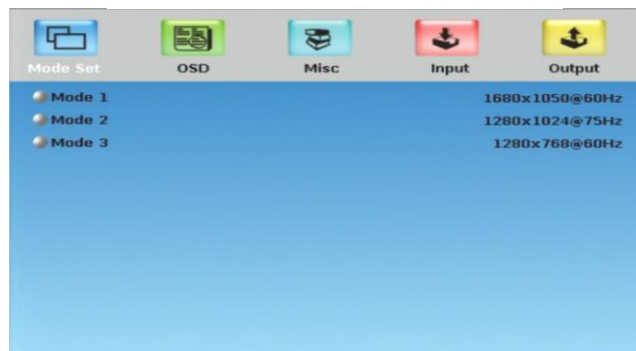 Mode Set OSD Misc Input Output
Mode 1 1680x1050@60Hz
Mode 2 1280x1024@75Hz
Mode 3 1280x768@60Hz